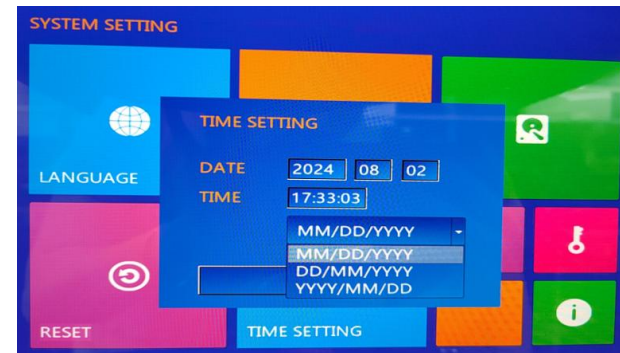 SYSTEM SETTING
LANGUAGE
TIME SETTING
DATE 2024 08 02
TIME 17:33:03
MM/DD/YYYY
MM/DD/YYYY
DD/MM/YYYY
YYYY/MM/DD
RESET
TIME SETTING
i